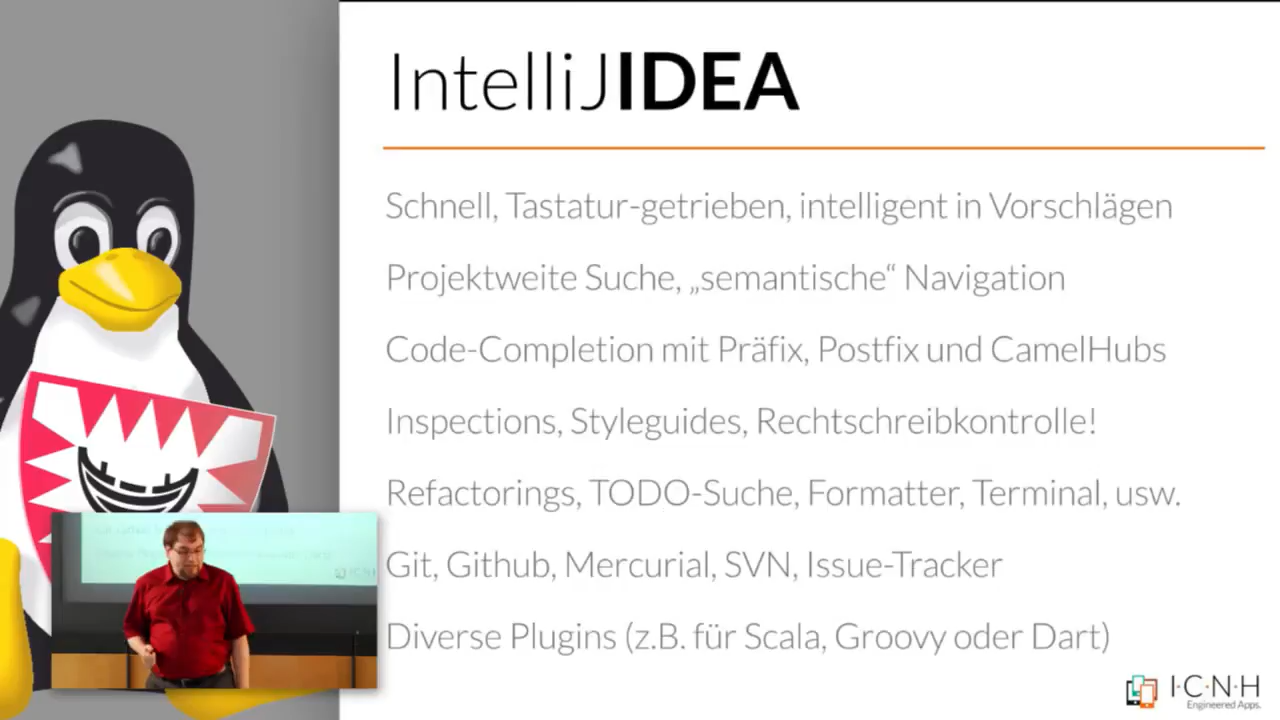 IntelliJIDEA
Schnell, Tastatur-getrieben, intelligent in Vorschlägen
Projektweite Suche, „semantische“ Navigation
Code-Completion mit Präfix, Postfix und CamelHubs
Inspections, Styleguides, Rechtschreibkontrolle!
Refactorings, TODO-Suche, Formatter, Terminal, usw.
Git, Github, Mercurial, SVN, Issue-Tracker
Diverse Plugins (z.B. für Scala, Groovy oder Dart)
I·C·N·H
Engineered Apps.